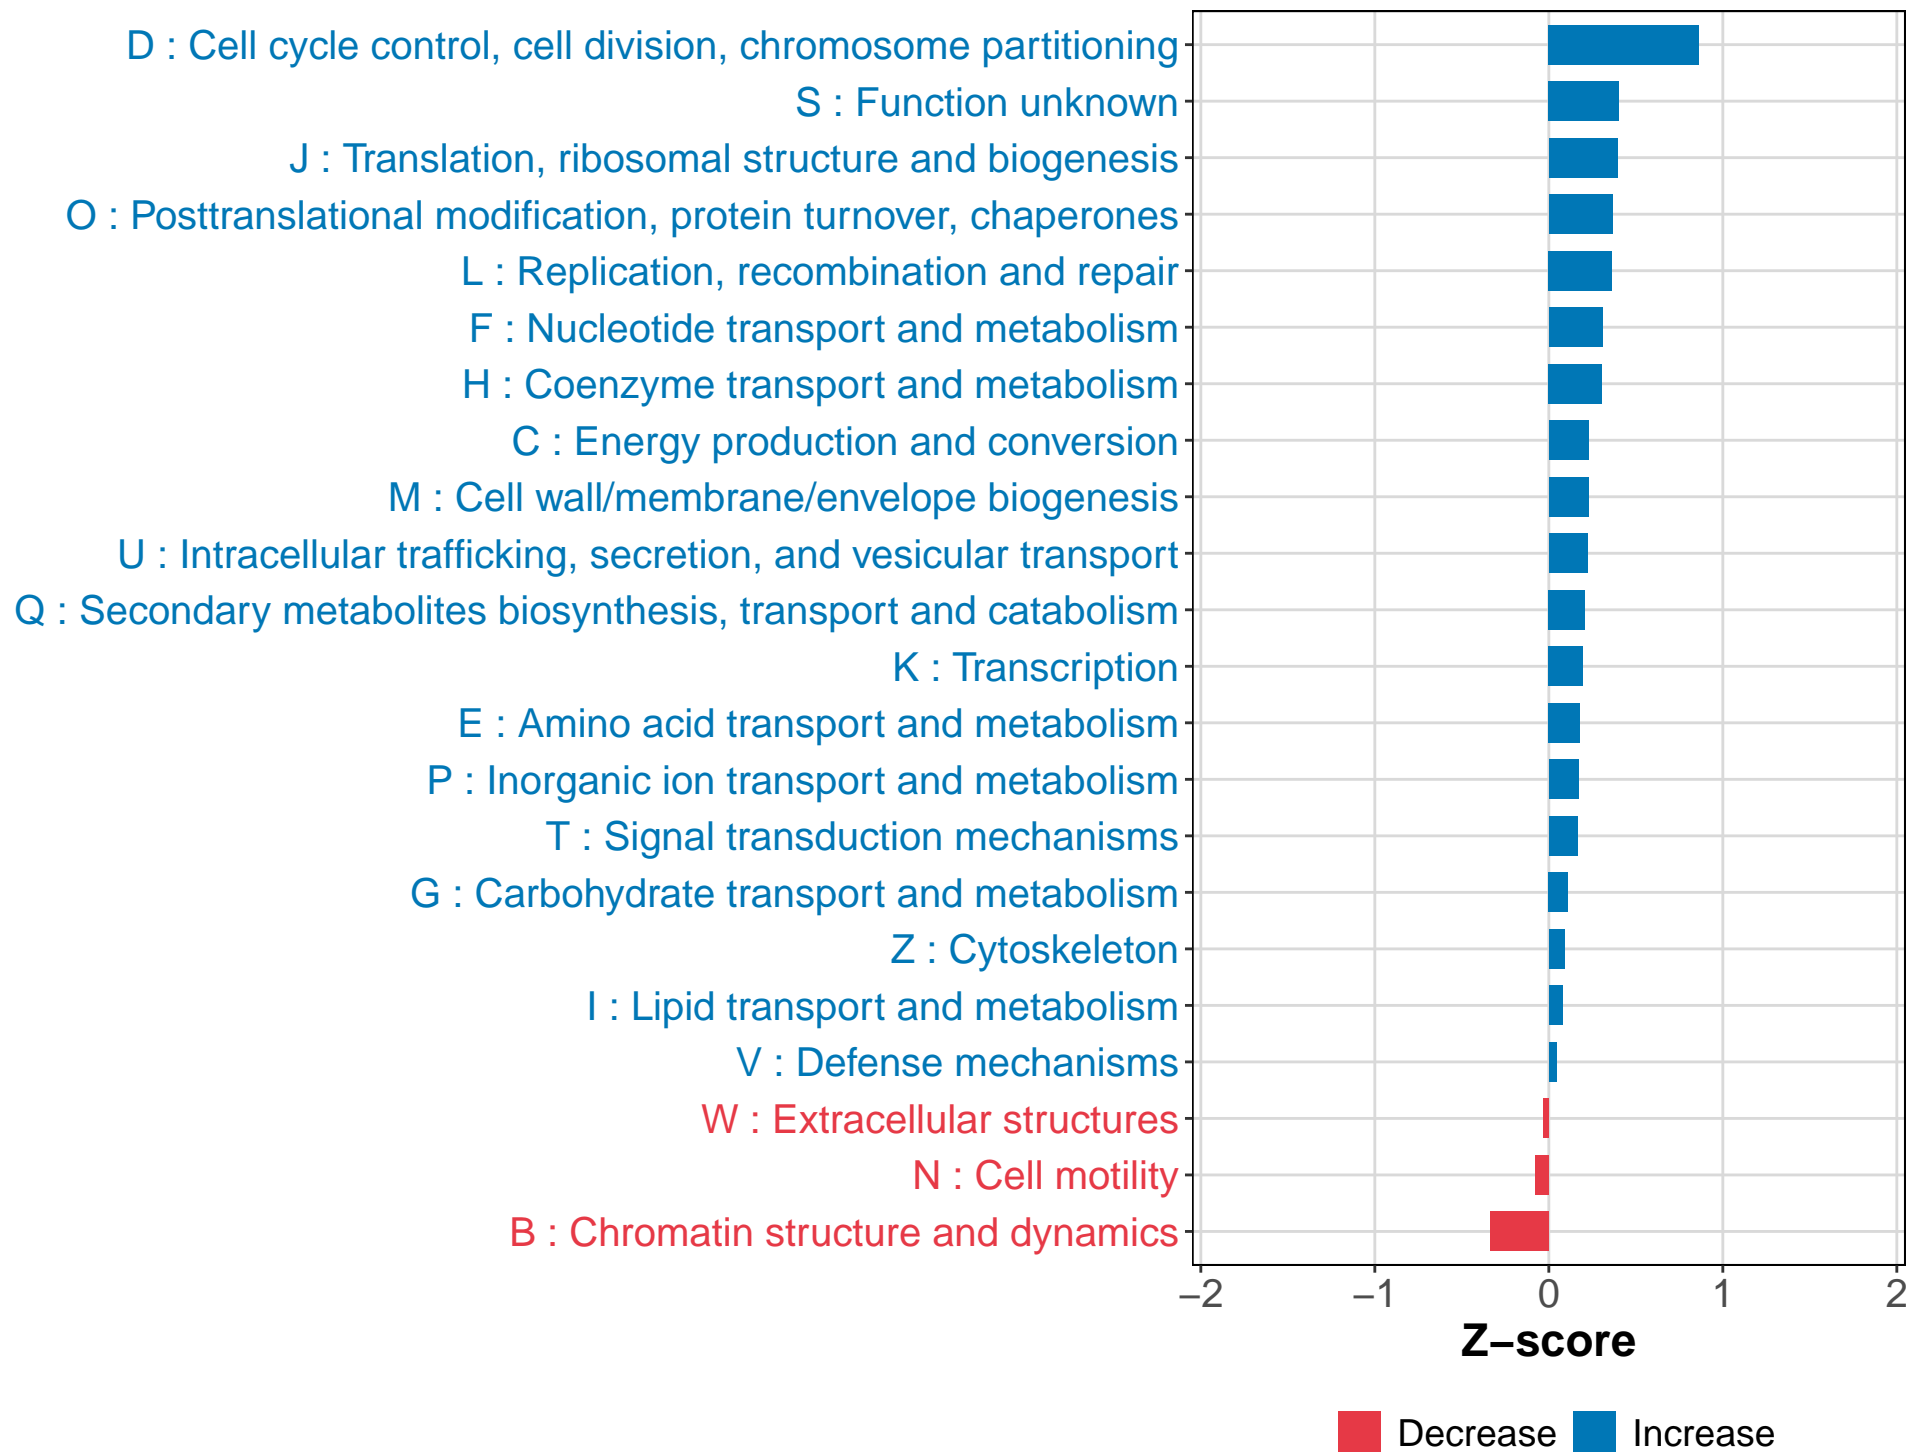 D : Cell cycle control, cell division, chromosome partitioning
S : Function unknown
J : Translation, ribosomal structure and biogenesis
O : Posttranslational modification, protein turnover, chaperones
L : Replication, recombination and repair
F : Nucleotide transport and metabolism
H : Coenzyme transport and metabolism
C : Energy production and conversion
M : Cell wall/membrane/envelope biogenesis
U : Intracellular trafficking, secretion, and vesicular transport
Q : Secondary metabolites biosynthesis, transport and catabolism
K : Transcription
E : Amino acid transport and metabolism
P : Inorganic ion transport and metabolism
T : Signal transduction mechanisms
G : Carbohydrate transport and metabolism
Z : Cytoskeleton
I : Lipid transport and metabolism
V : Defense mechanisms
W : Extracellular structures
N : Cell motility
B : Chromatin structure and dynamics
−2 −1 0 1 2
Z−score
Decrease Increase